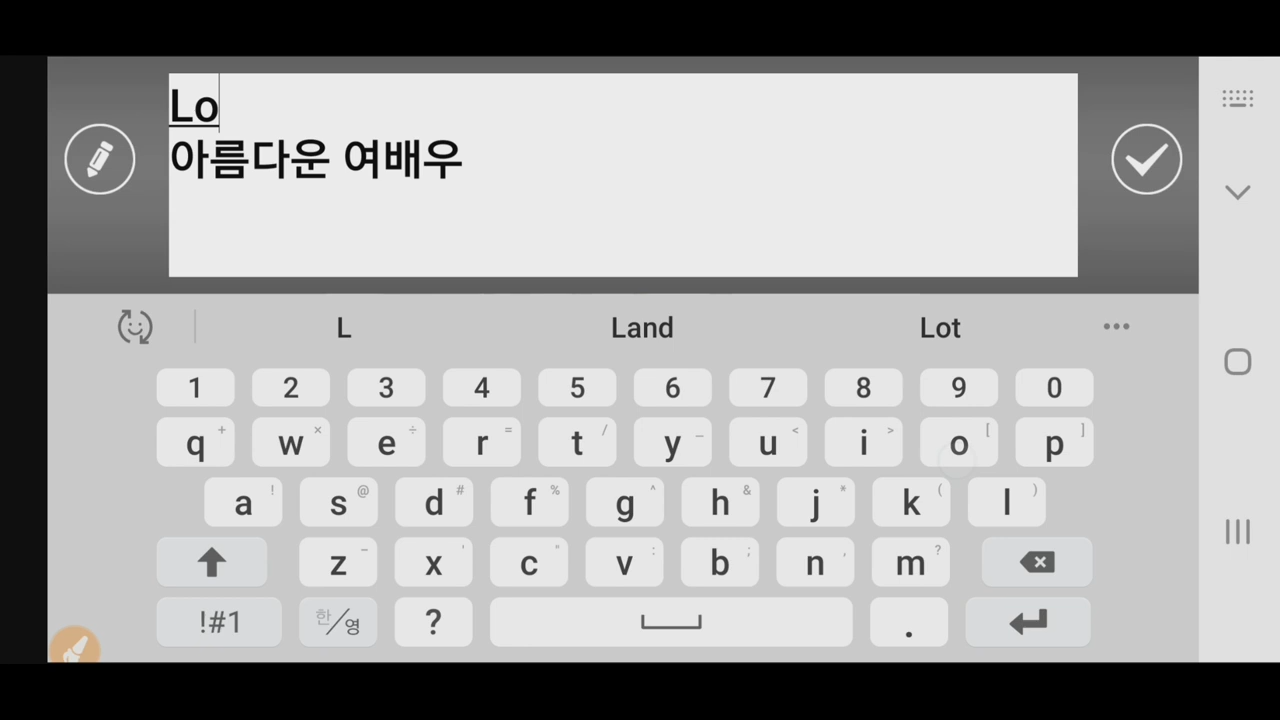 Lo
아름다운 여배우
L Land Lot
1 2 3 4 5 6 7 8 9 0
q + w × e ÷ r = t / y _ u < i > o [ p ]
a ! s @ d # f % g ^ h & j * k ( l )
z - x ' c " v : b ; n , m ?
!#1 한/영 ? .